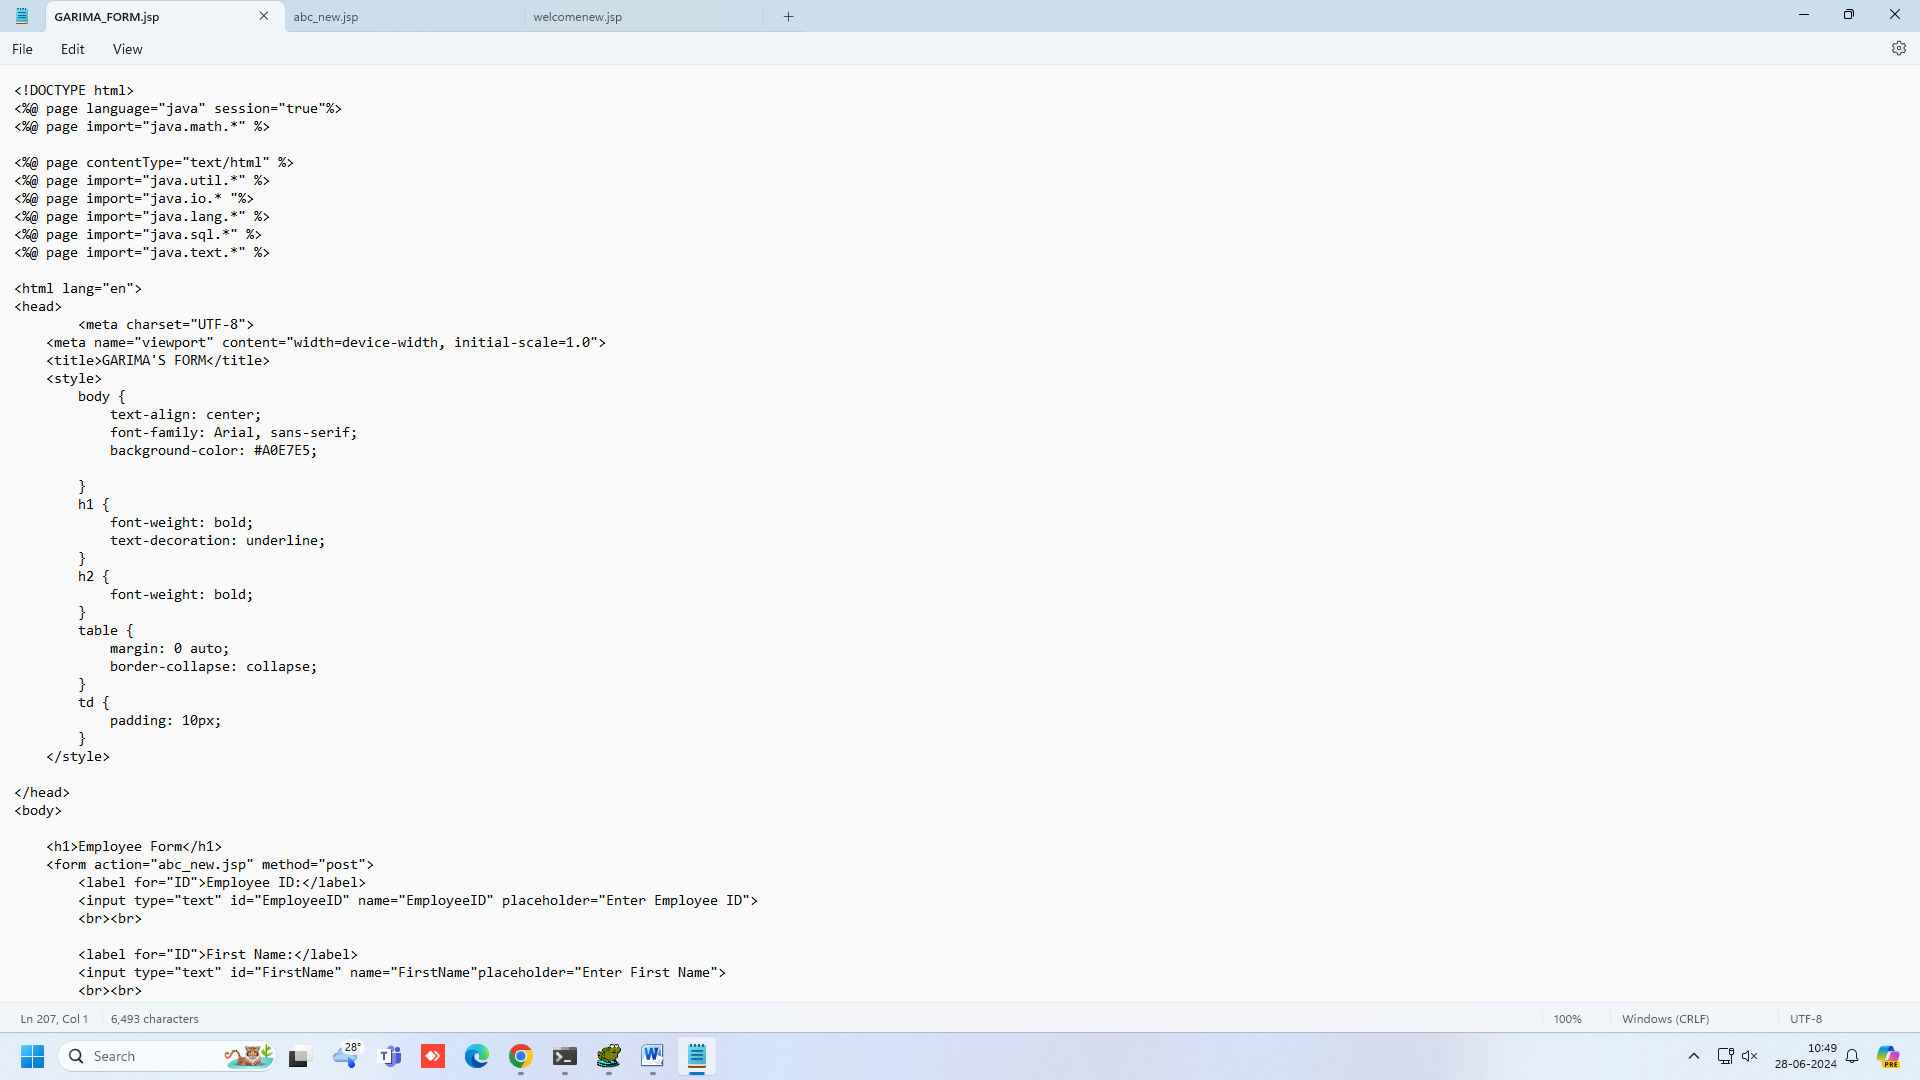 GARIMA_FORM.jsp
abc_new.jsp
welcomenew.jsp
File Edit View
<!DOCTYPE html>
<%@ page language="java" session="true"%>
<%@ page import="java.math.*" %>
<%@ page contentType="text/html" %>
<%@ page import="java.util.*" %>
<%@ page import="java.io.* "%>
<%@ page import="java.lang.*" %>
<%@ page import="java.sql.*" %>
<%@ page import="java.text.*" %>
<html lang="en">
<head>
<meta charset="UTF-8">
<meta name="viewport" content="width=device-width, initial-scale=1.0">
<title>GARIMA'S FORM</title>
<style>
body {
text-align: center;
font-family: Arial, sans-serif;
background-color: #A0E7E5;
}
h1 {
font-weight: bold;
text-decoration: underline;
}
h2 {
font-weight: bold;
}
table {
margin: 0 auto;
border-collapse: collapse;
}
td {
padding: 10px;
}
</style>
</head>
<body>
<h1>Employee Form</h1>
<form action="abc_new.jsp" method="post">
<label for="ID">Employee ID:</label>
<input type="text" id="EmployeeID" name="EmployeeID" placeholder="Enter Employee ID">
<br><br>
<label for="ID">First Name:</label>
<input type="text" id="FirstName" name="FirstName"placeholder="Enter First Name">
<br><br>
Ln 207, Col 1 6,493 characters 100% Windows (CRLF) UTF-8
Search
28°
10:49
28-06-2024
PRE